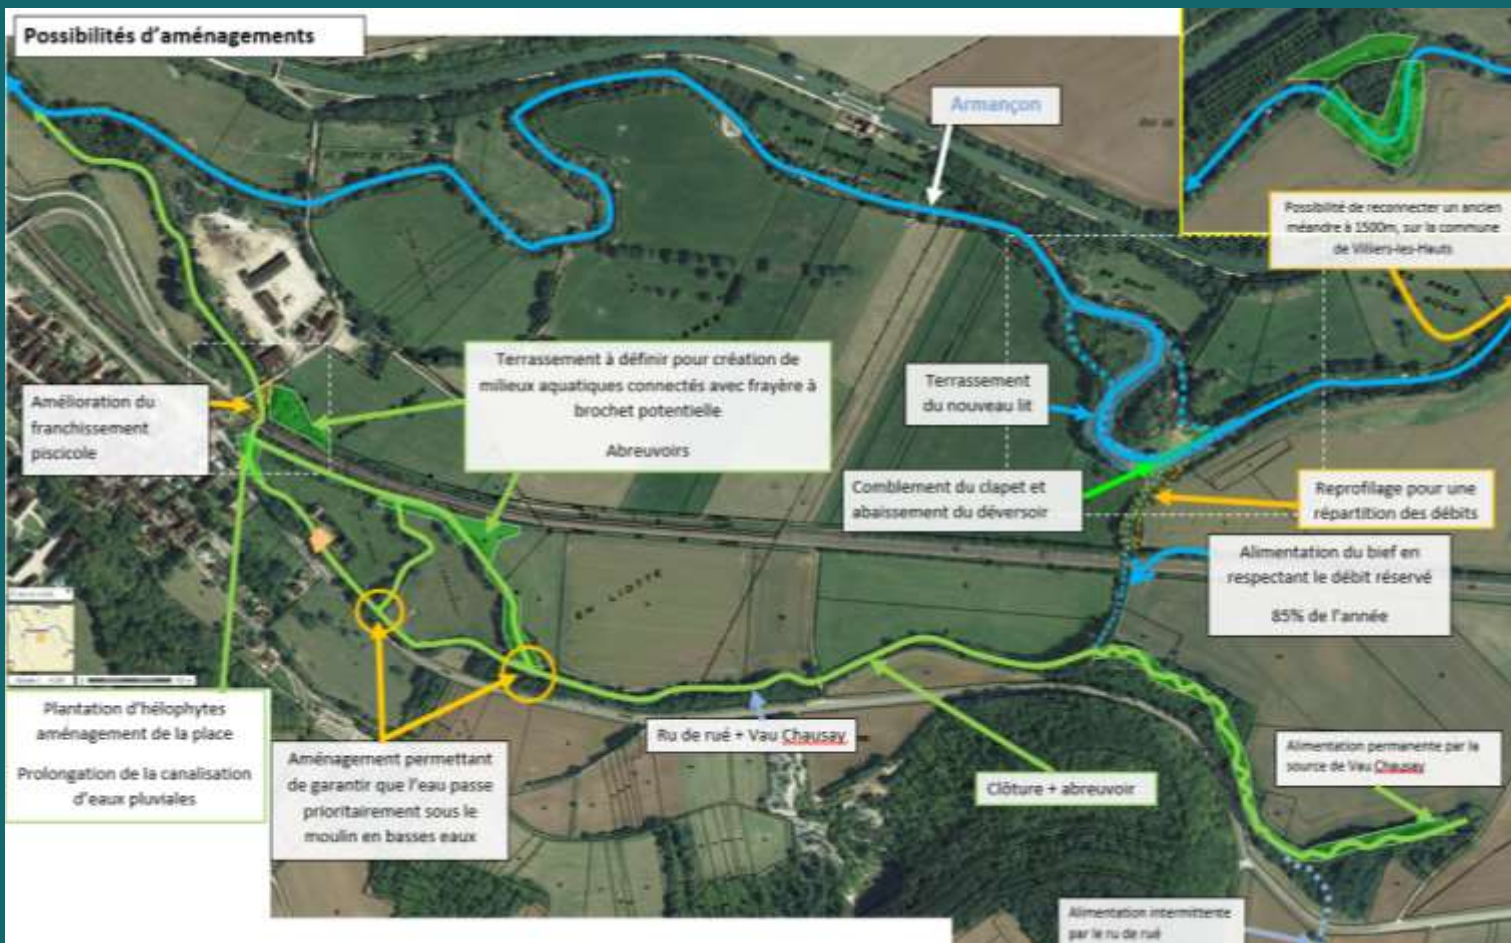 Possibilités d'aménagements
Armançon
Possibilité de reconnecter un ancien
méandre à 1500m, sur la commune
de Villiers-les-Hauts
Terrassement à définir pour création de
milieux aquatiques connectés avec frayère à
brochet potentielle
Abreuvoirs
Terrassement
du nouveau lit
Amélioration du
franchissement
piscicole
Comblement du clapet et
abaissement du déversoir
Reprofilage pour une
répartition des débits
Alimentation du bief en
respectant le débit réservé
85% de l'année
EN LIOTTE
Plantation d'hélophytes
aménagement de la place
Prolongation de la canalisation
d'eaux pluviales
Aménagement permettant
de garantir que l'eau passe
prioritairement sous le
moulin en basses eaux
Ru de rué + Vau Chausay
Clôture + abreuvoir
Alimentation permanente par la
source de Vau Chausay
Alimentation intermittente
par le ru de rué